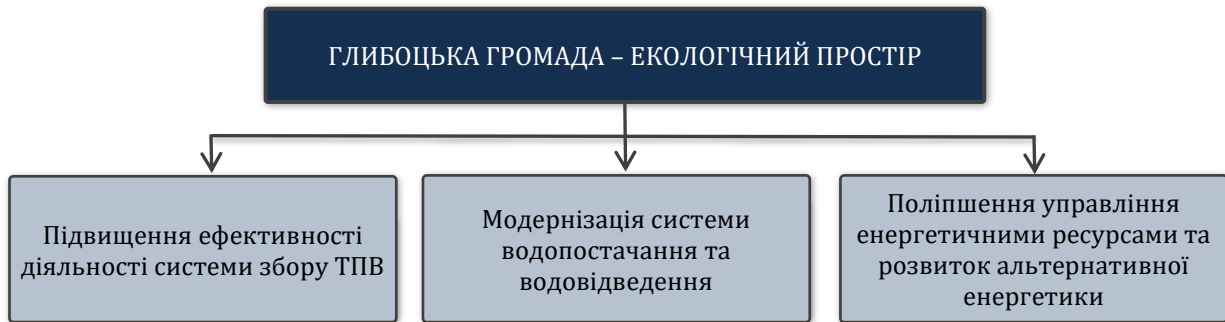 ГЛИБОЦЬКА ГРОМАДА – ЕКОЛОГІЧНИЙ ПРОСТІР
Підвищення ефективності
діяльності системи збору ТПВ
Модернізація системи
водопостачання та
водовідведення
Поліпшення управління
енергетичними ресурсами та
розвиток альтернативної
енергетики